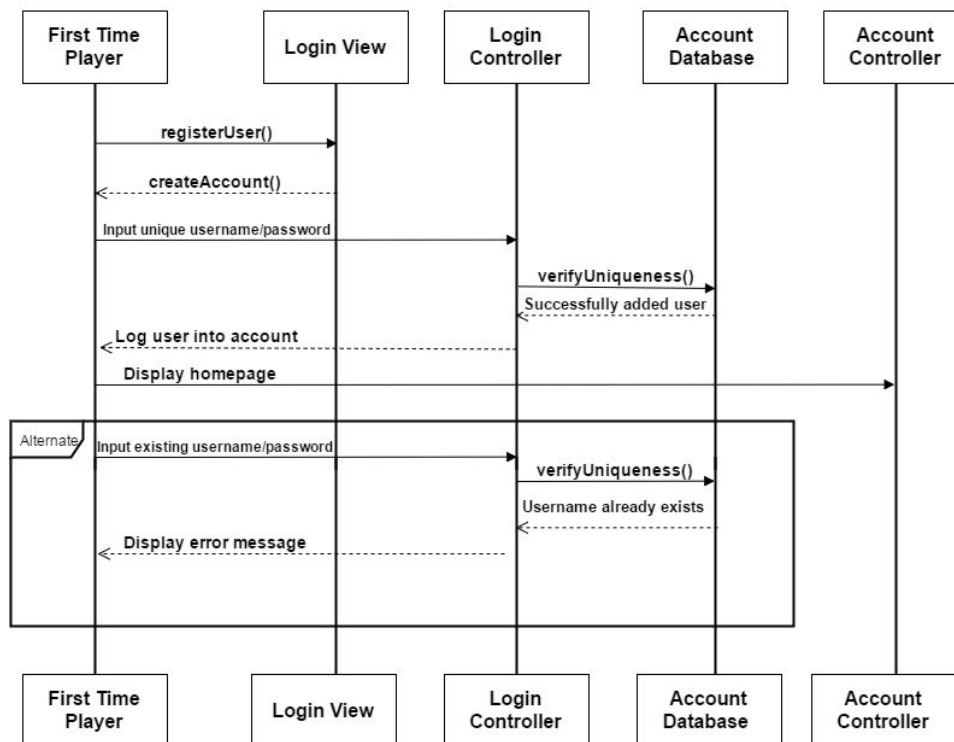 First Time
Player
Login View
Login
Controller
Account
Database
Account
Controller
registerUser()
createAccount()
Input unique username/password
verifyUniqueness()
Successfully added user
Log user into account
Display homepage
Alternate
Input existing username/password
verifyUniqueness()
Username already exists
Display error message
First Time
Player
Login View
Login
Controller
Account
Database
Account
Controller